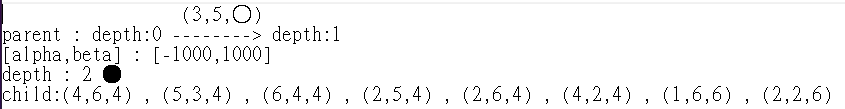 (3,5,○)
parent : depth:0 --------> depth:1
[alpha,beta] : [-1000,1000]
depth : 2 ●
child:(4,6,4) , (5,3,4) , (6,4,4) , (2,5,4) , (2,6,4) , (4,2,4) , (1,6,6) , (2,2,6)